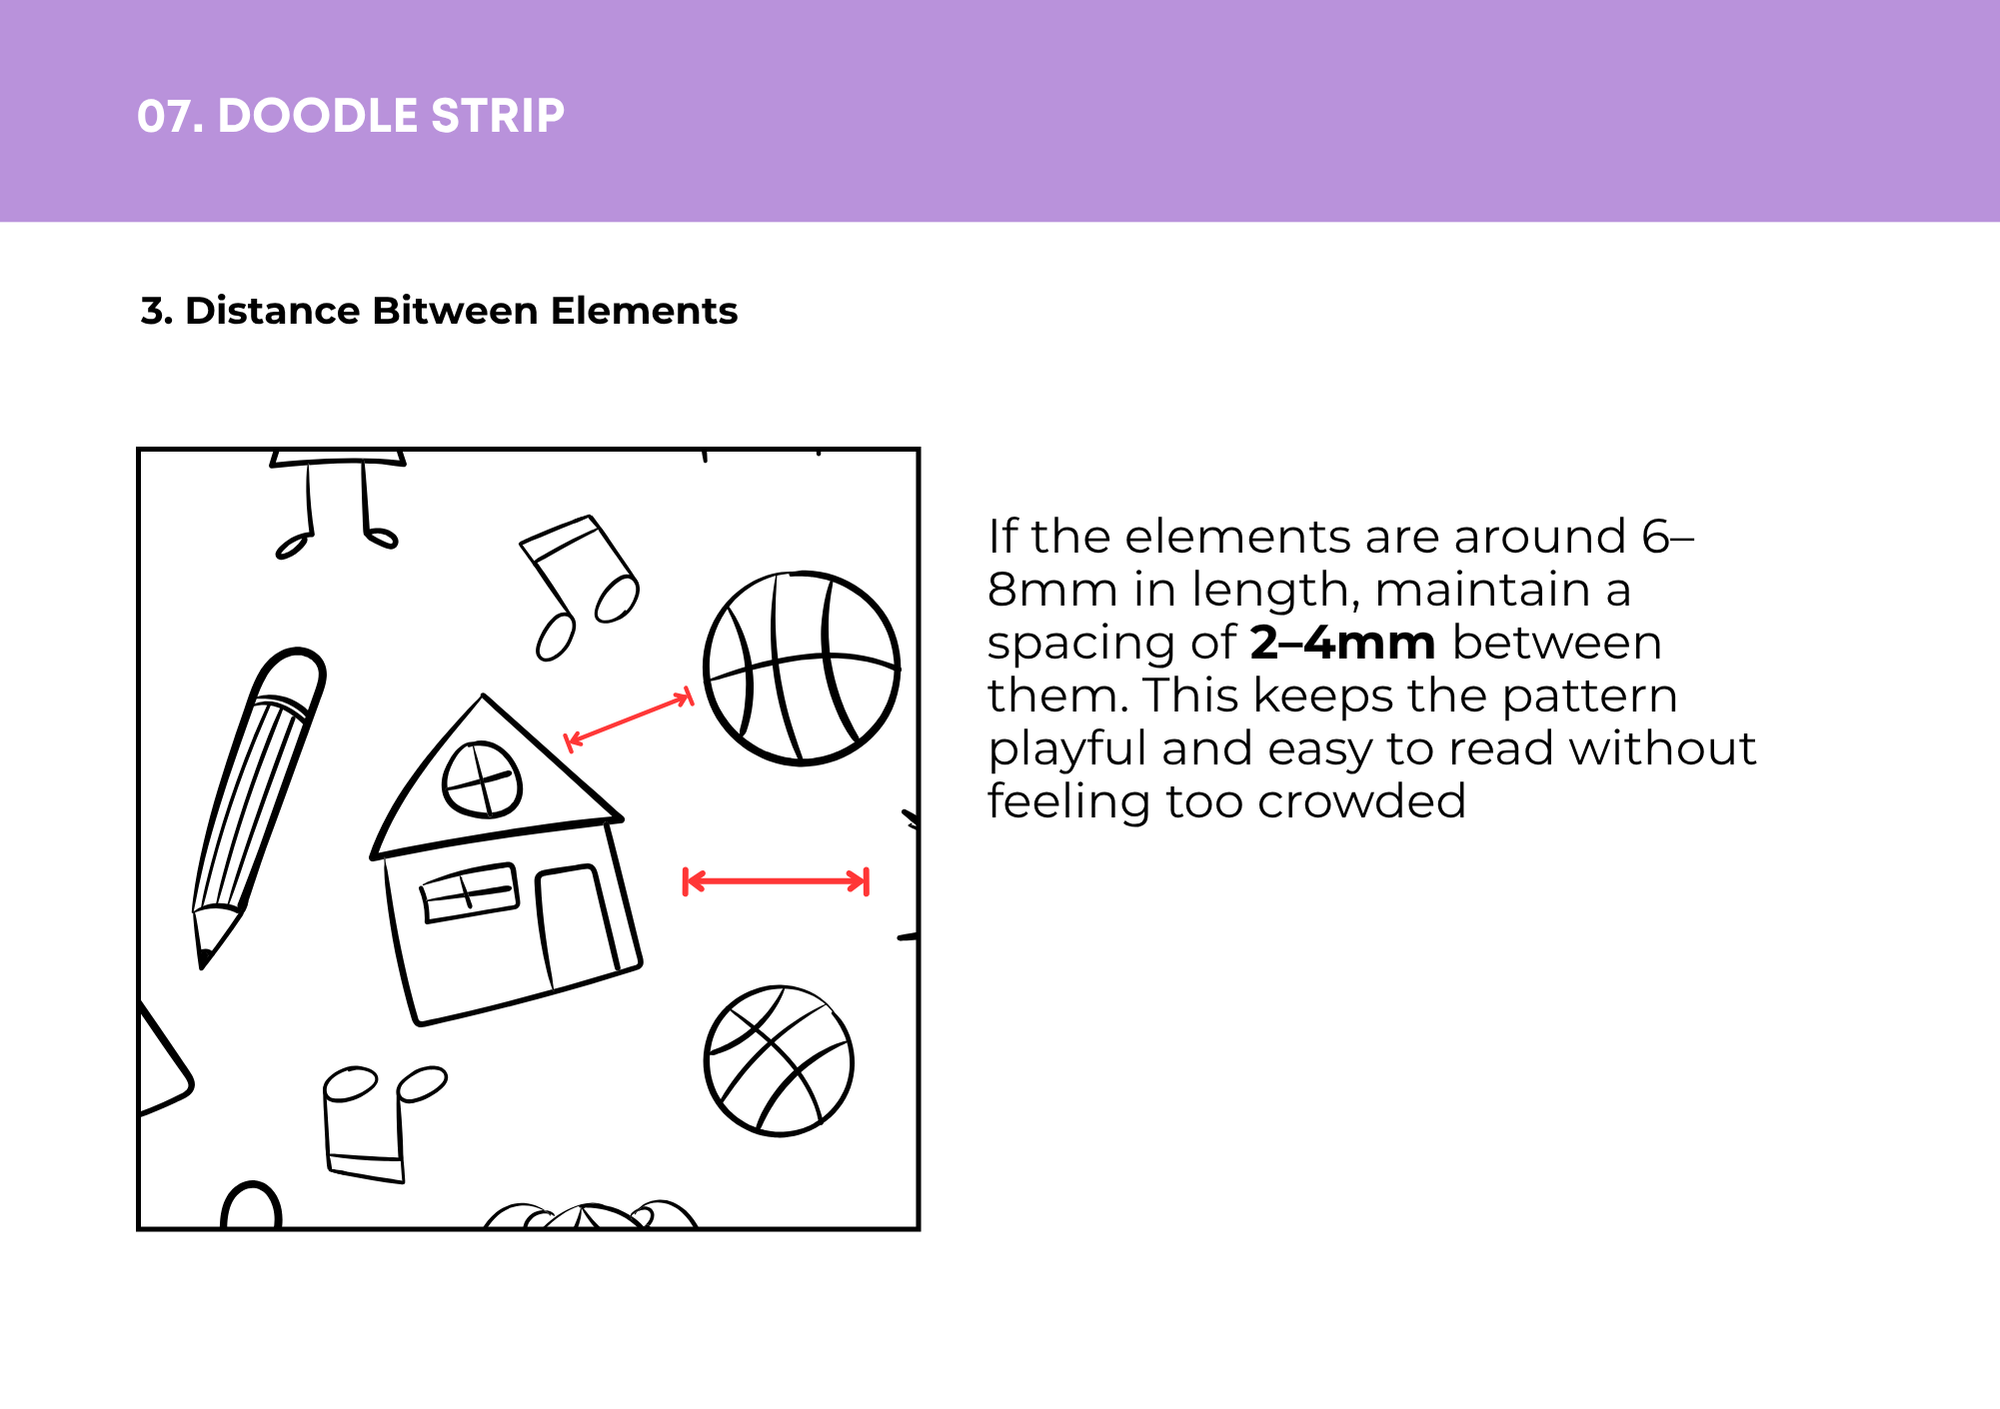 07. DOODLE STRIP
3. Distance Bitween Elements
If the elements are around 6–
8mm in length, maintain a
spacing of 2–4mm between
them. This keeps the pattern
playful and easy to read without
feeling too crowded